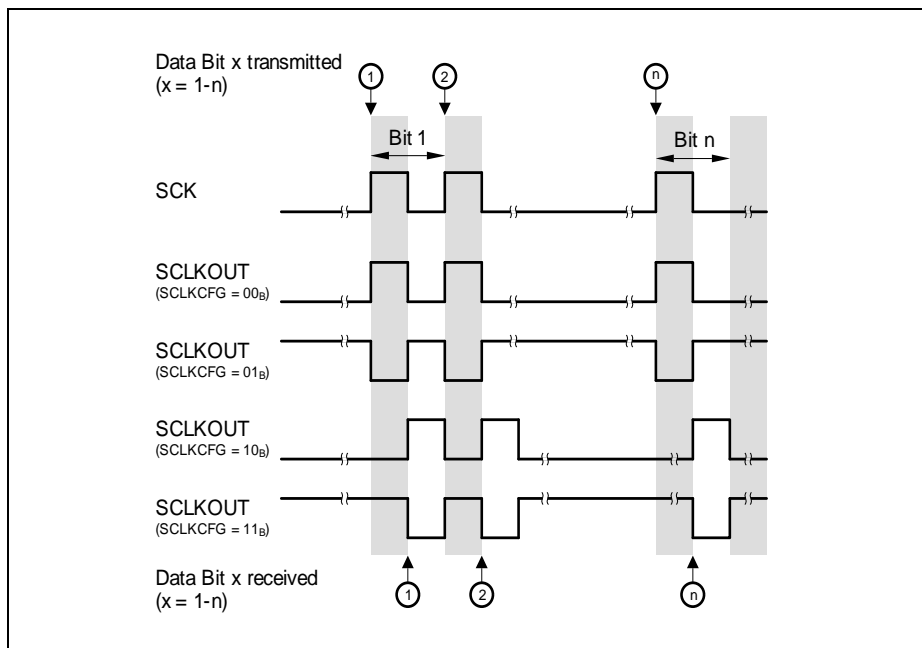 Data Bit x transmitted
(x = 1-n)
1
2
n
Bit 1
Bit n
SCK
SCLKOUT
(SCLKCFG = 00B)
SCLKOUT
(SCLKCFG = 01B)
SCLKOUT
(SCLKCFG = 10B)
SCLKOUT
(SCLKCFG = 11B)
Data Bit x received
(x = 1-n)
1
2
n